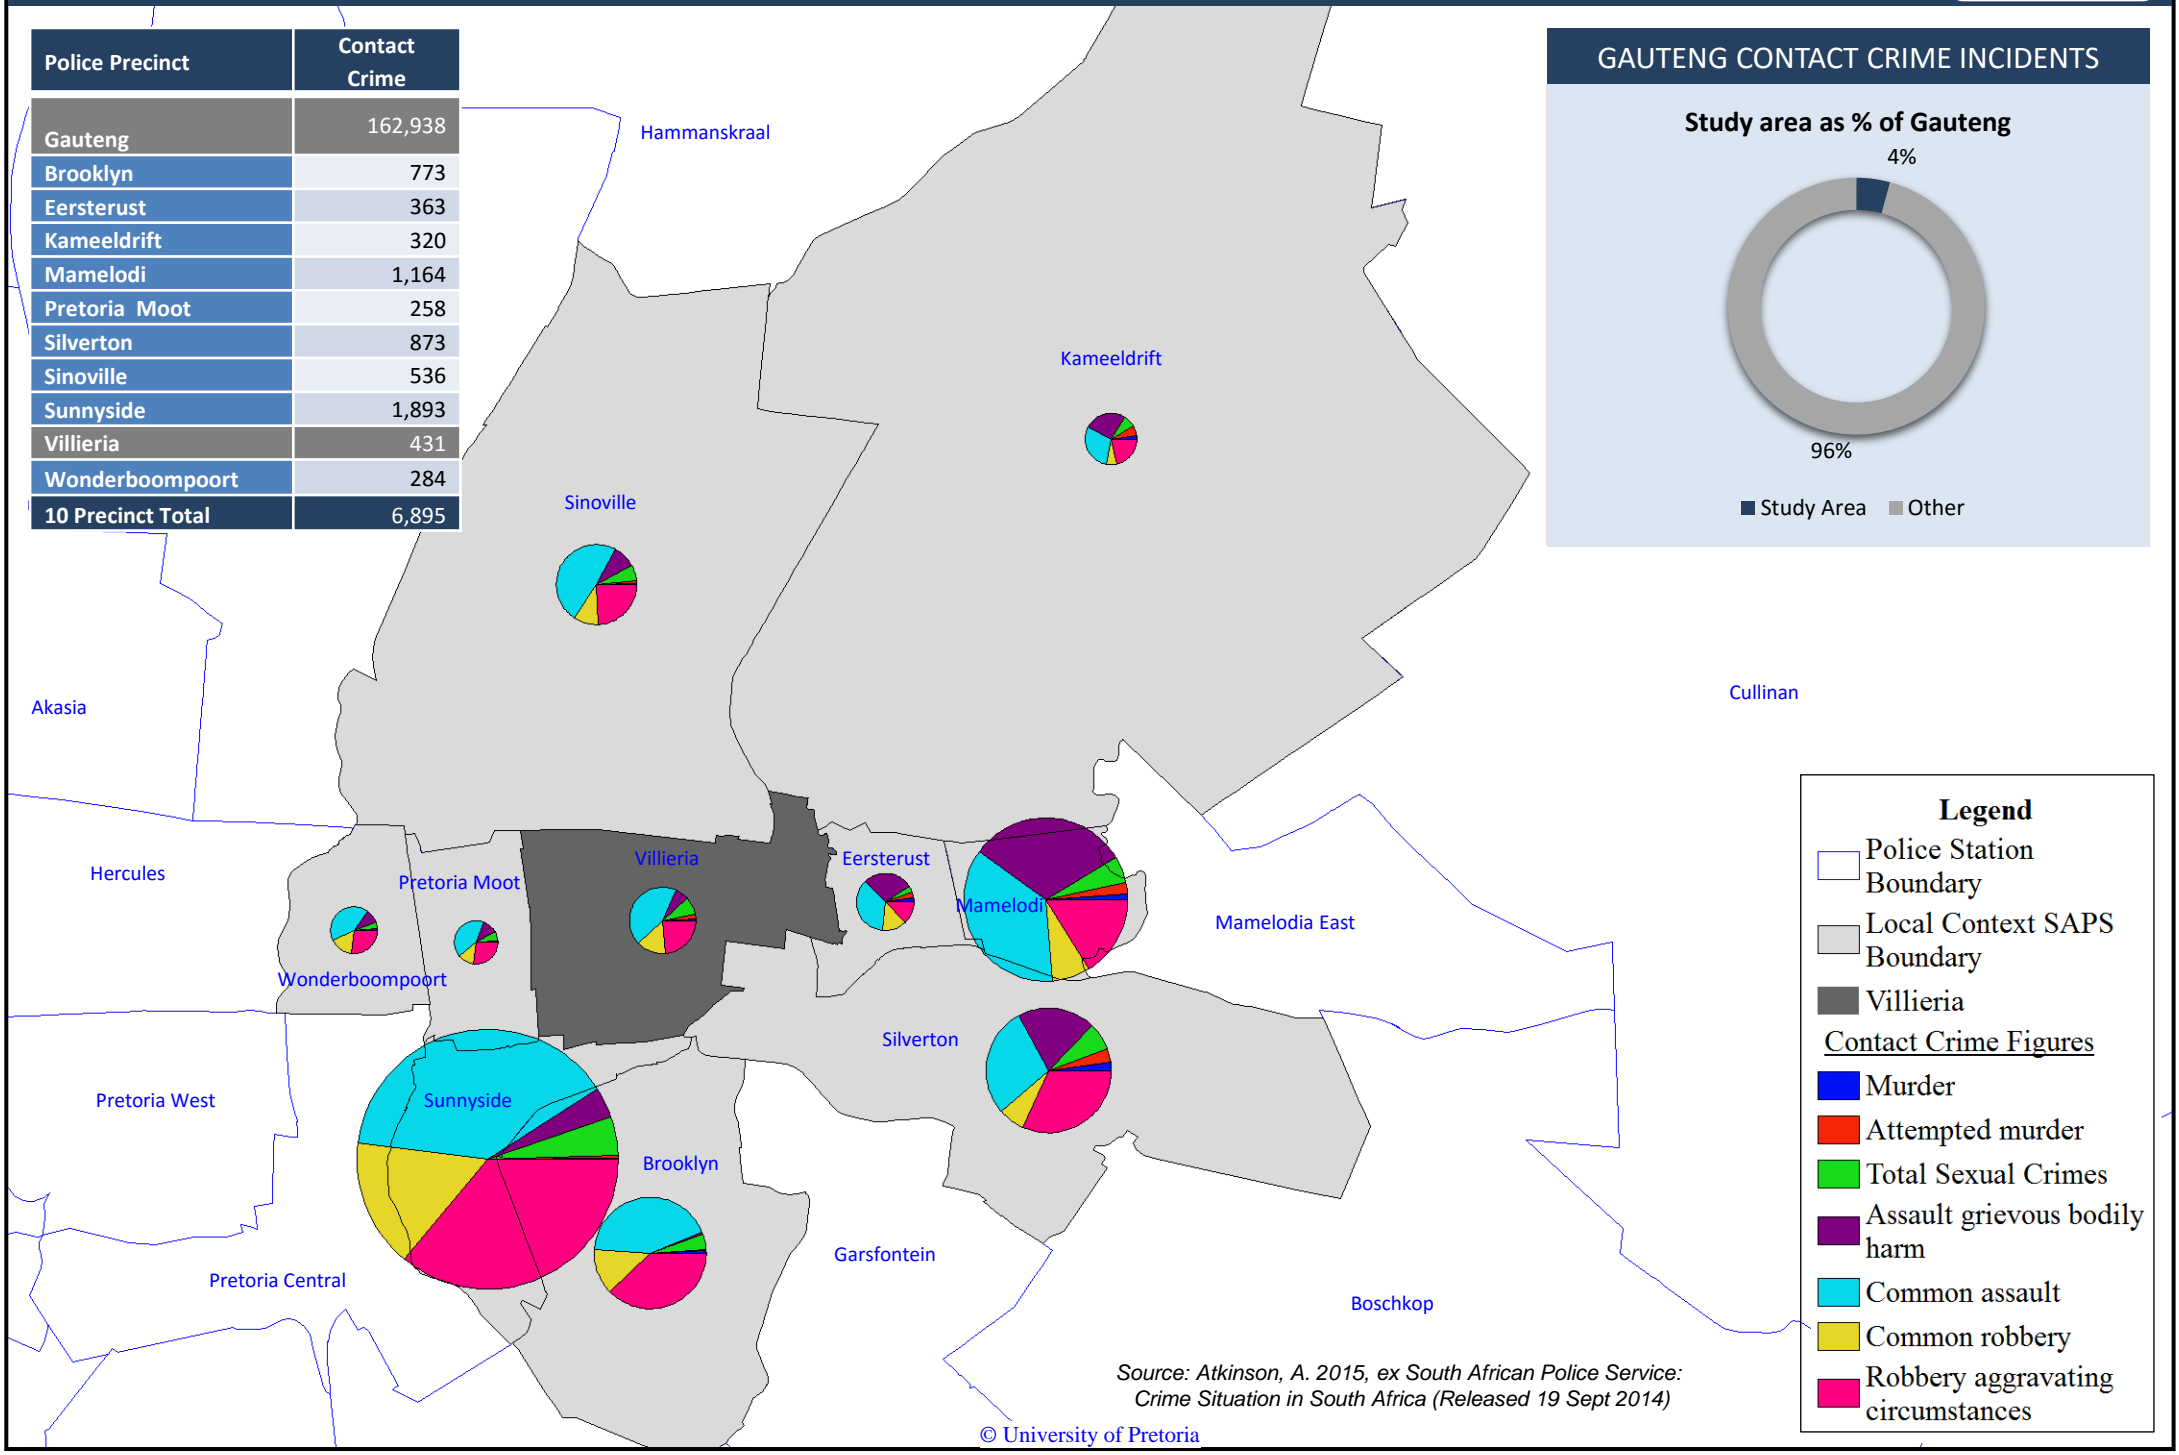 Police Precinct
Contact
Crime
Gauteng 162,938
Brooklyn 773
Eersterust 363
Kameeldrift 320
Mamelodi 1,164
Pretoria Moot 258
Silverton 873
Sinoville 536
Sunnyside 1,893
Villieria 431
Wonderboompoort 284
10 Precinct Total 6,895
GAUTENG CONTACT CRIME INCIDENTS
Study area as % of Gauteng
4%
96%
Study Area Other
Hammanskraal
Kameeldrift
Sinoville
Akasia
Cullinan
Hercules
Villieria
Eersterust
Pretoria Moot
Mamelodi
Mamelodia East
Wonderboompoort
Silverton
Pretoria West
Sunnyside
Brooklyn
Garsfontein
Pretoria Central
Boschkop
Legend
Police Station
Boundary
Local Context SAPS
Boundary
Villieria
Contact Crime Figures
Murder
Attempted murder
Total Sexual Crimes
Assault grievous bodily
harm
Common assault
Common robbery
Robbery aggravating
circumstances
Source: Atkinson, A. 2015, ex South African Police Service:
Crime Situation in South Africa (Released 19 Sept 2014)
© University of Pretoria